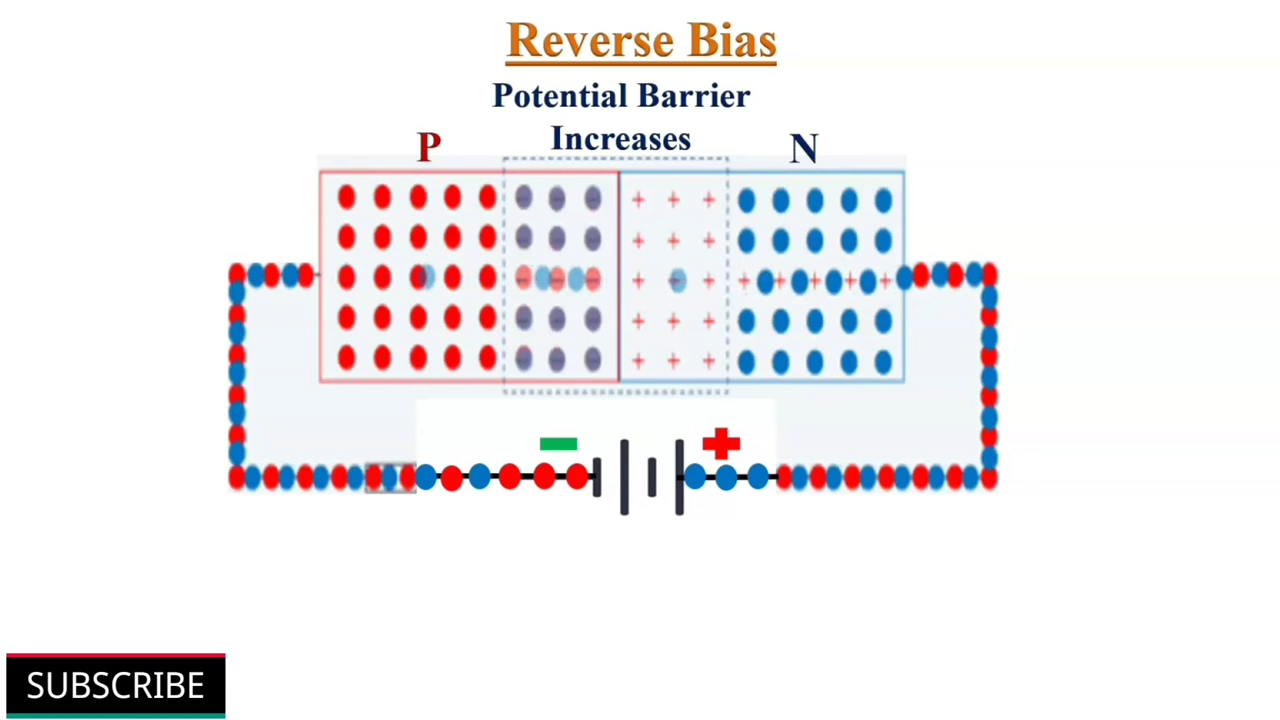 Reverse Bias
Potential Barrier
Increases
P
N
SUBSCRIBE